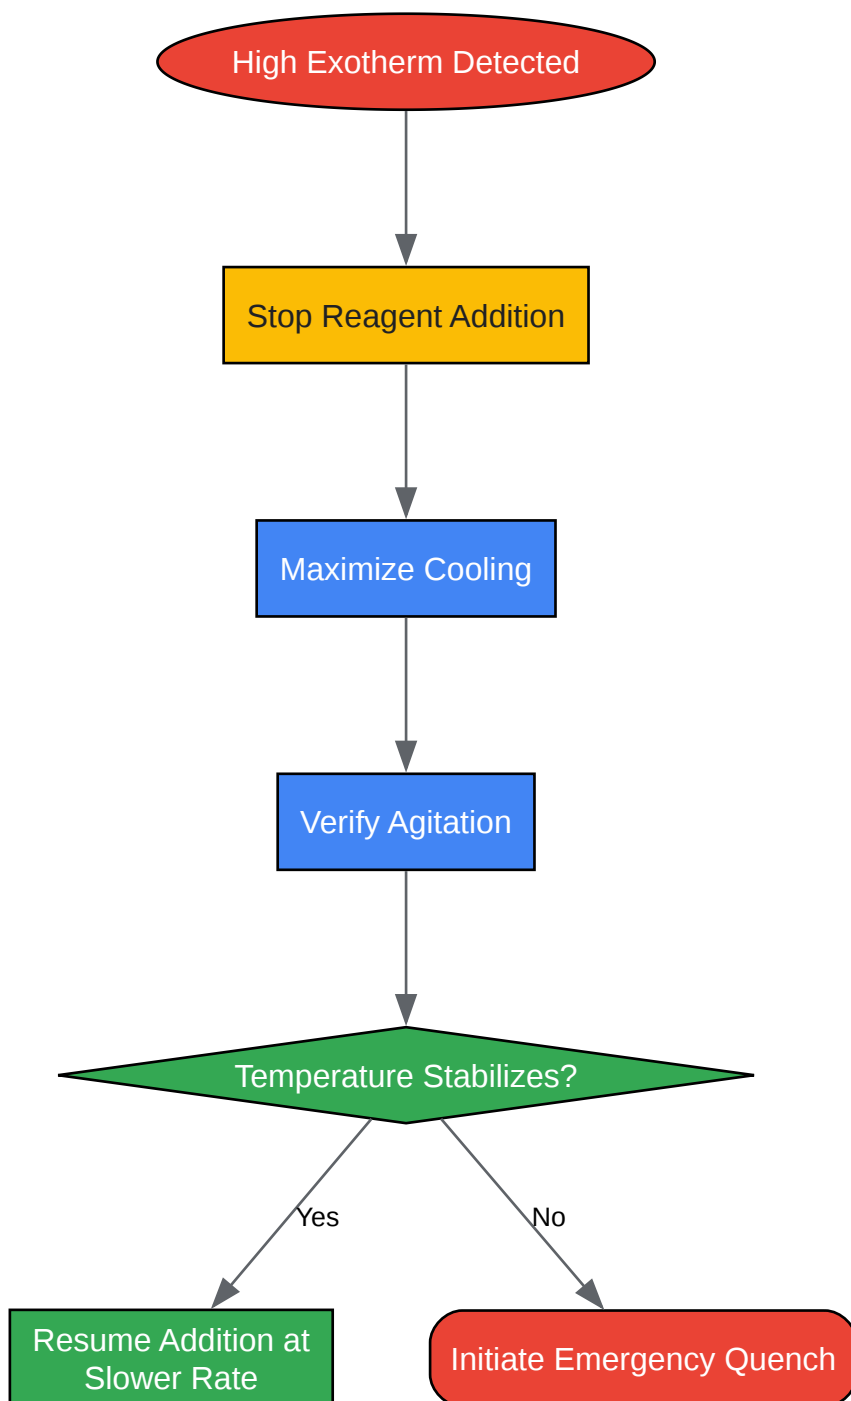 High Exotherm Detected
Stop Reagent Addition
Maximize Cooling
Verify Agitation
Temperature Stabilizes?
Yes
No
Resume Addition at
Slower Rate
Initiate Emergency Quench